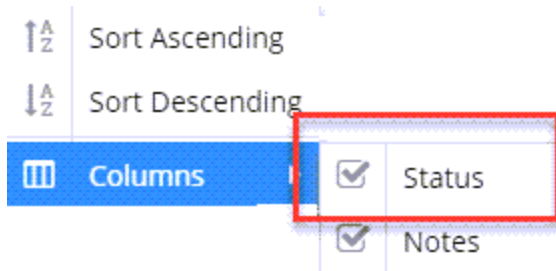 Sort Ascending
Sort Descending
Columns
Status
Notes